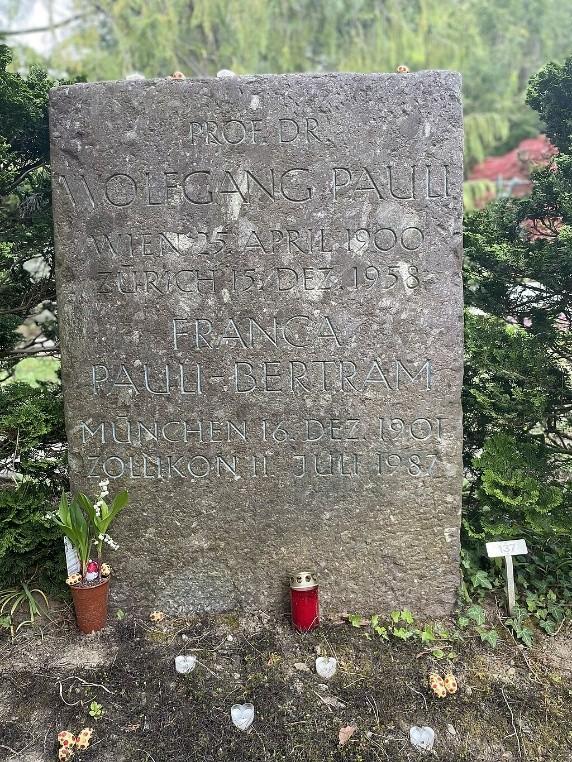 PROF. DR.
WOLFGANG PAULI
WIEN 25. APRIL 1900
ZÜRICH 15. DEZ. 1958
FRANCA
PAULI-BERTRAM
MÜNCHEN 16. DEZ. 1901
ZOLLIKON 11. JULI 1987
137